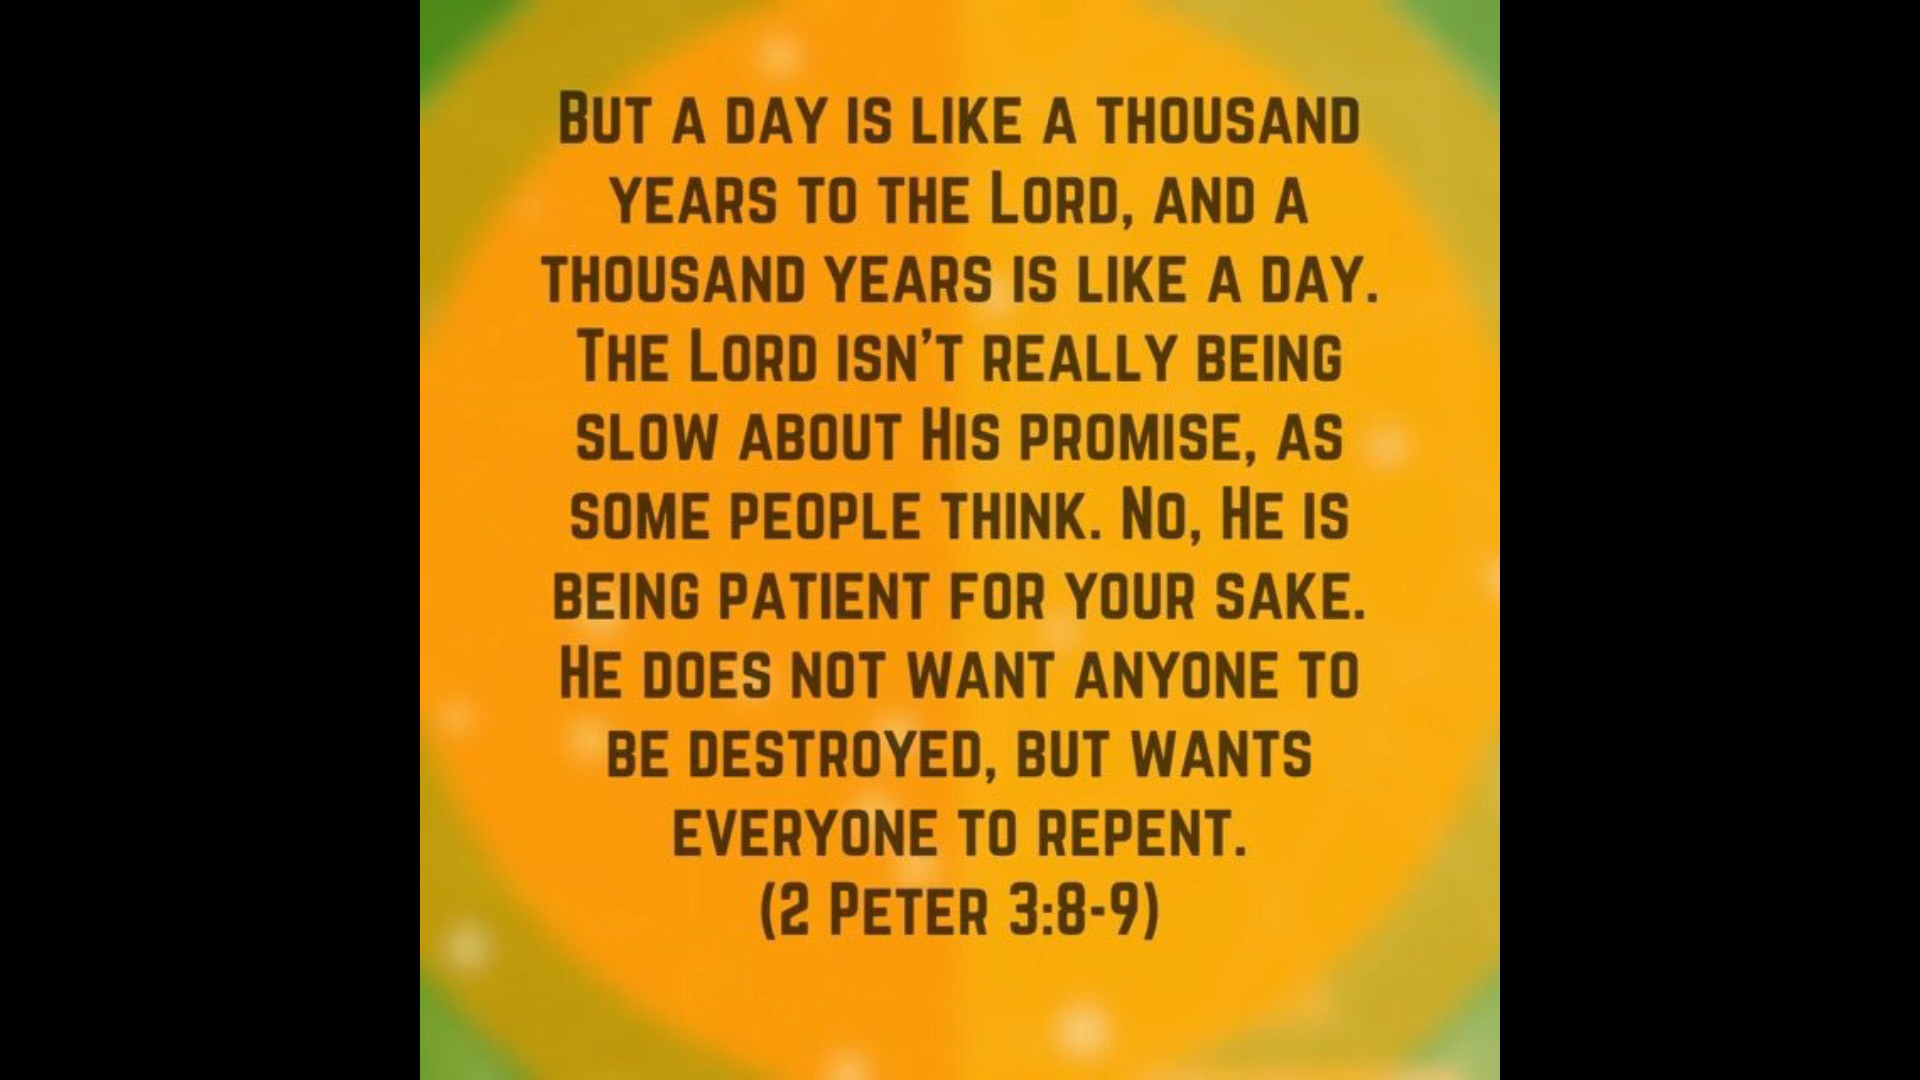 But a day is like a thousand
years to the Lord, and a
thousand years is like a day.
The Lord isn't really being
slow about His promise, as
some people think. No, He is
being patient for your sake.
He does not want anyone to
be destroyed, but wants
everyone to repent.
(2 Peter 3:8-9)